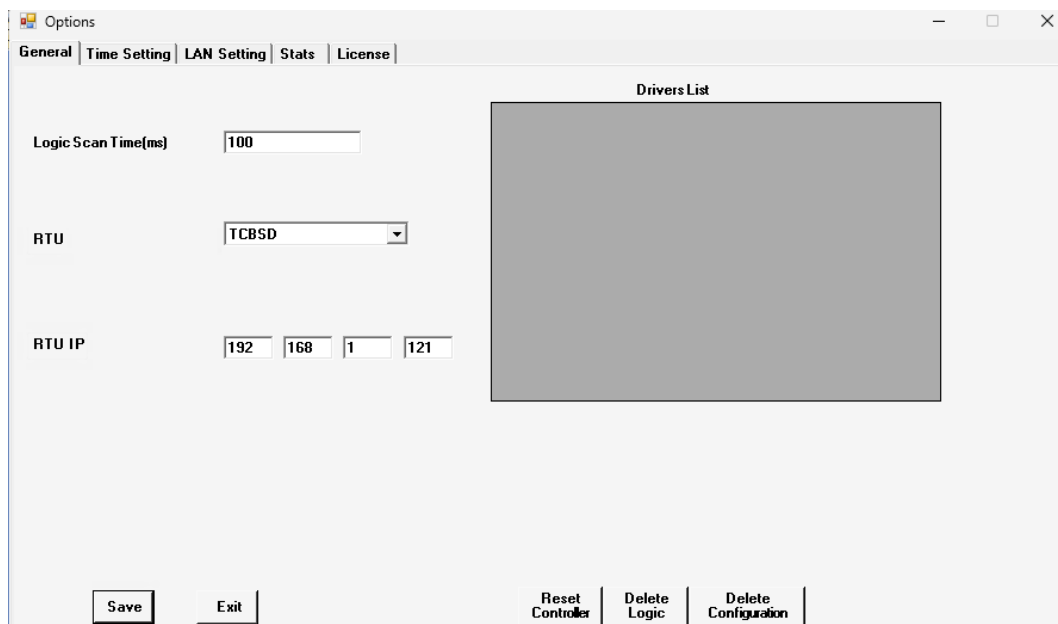 Options
General Time Setting LAN Setting Stats License
Drivers List
Logic Scan Time(ms) 100
RTU TCBSD
RTU IP 192 168 1 121
Save Exit
Reset Controller
Delete Logic
Delete Configuration